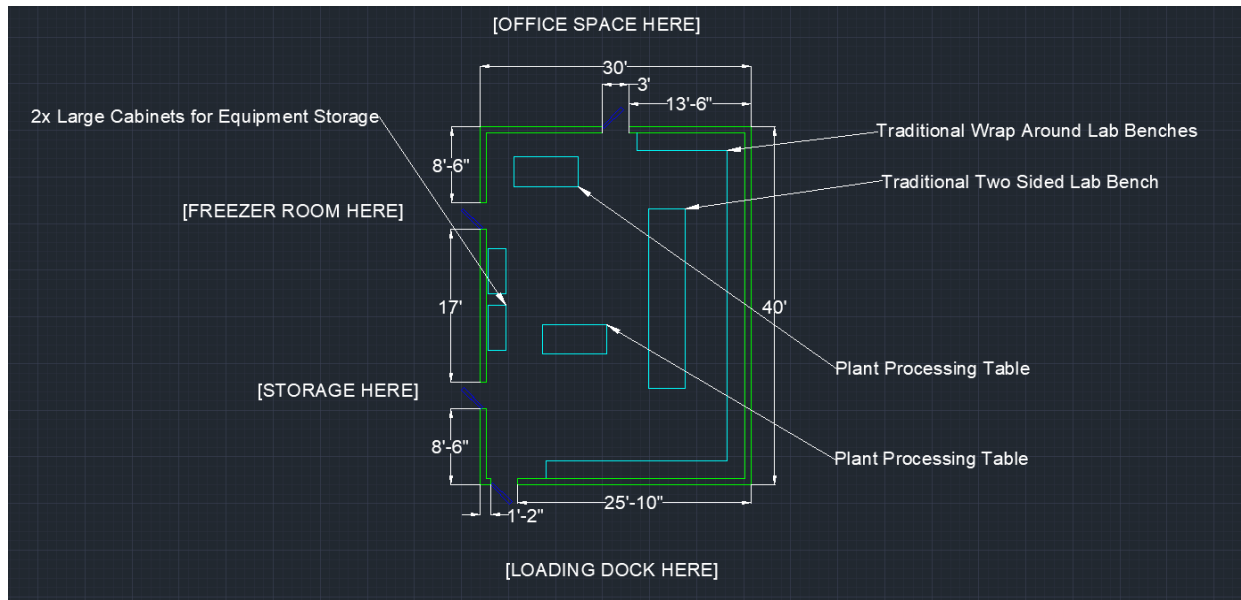 [OFFICE SPACE HERE]
30'
3'
13'-6"
2x Large Cabinets for Equipment Storage
Traditional Wrap Around Lab Benches
8'-6"
Traditional Two Sided Lab Bench
[FREEZER ROOM HERE]
17'
40'
Plant Processing Table
[STORAGE HERE]
8'-6"
Plant Processing Table
25'-10"
1'-2"
[LOADING DOCK HERE]